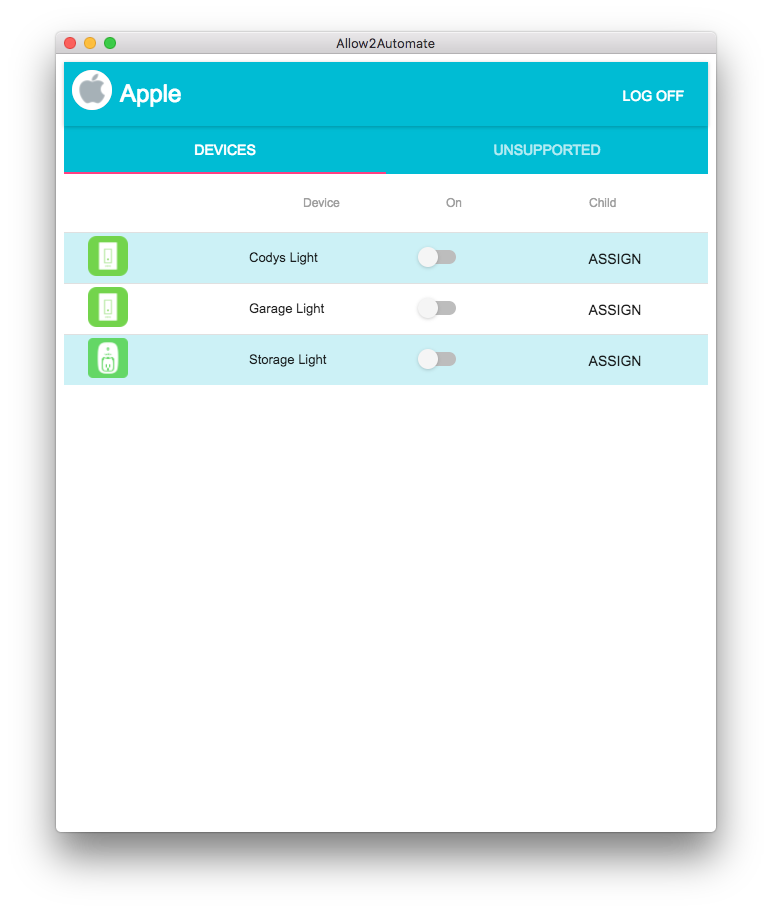 Allow2Automate
Apple
LOG OFF
DEVICES UNSUPPORTED
Device On Child
Codys Light ASSIGN
Garage Light ASSIGN
Storage Light ASSIGN